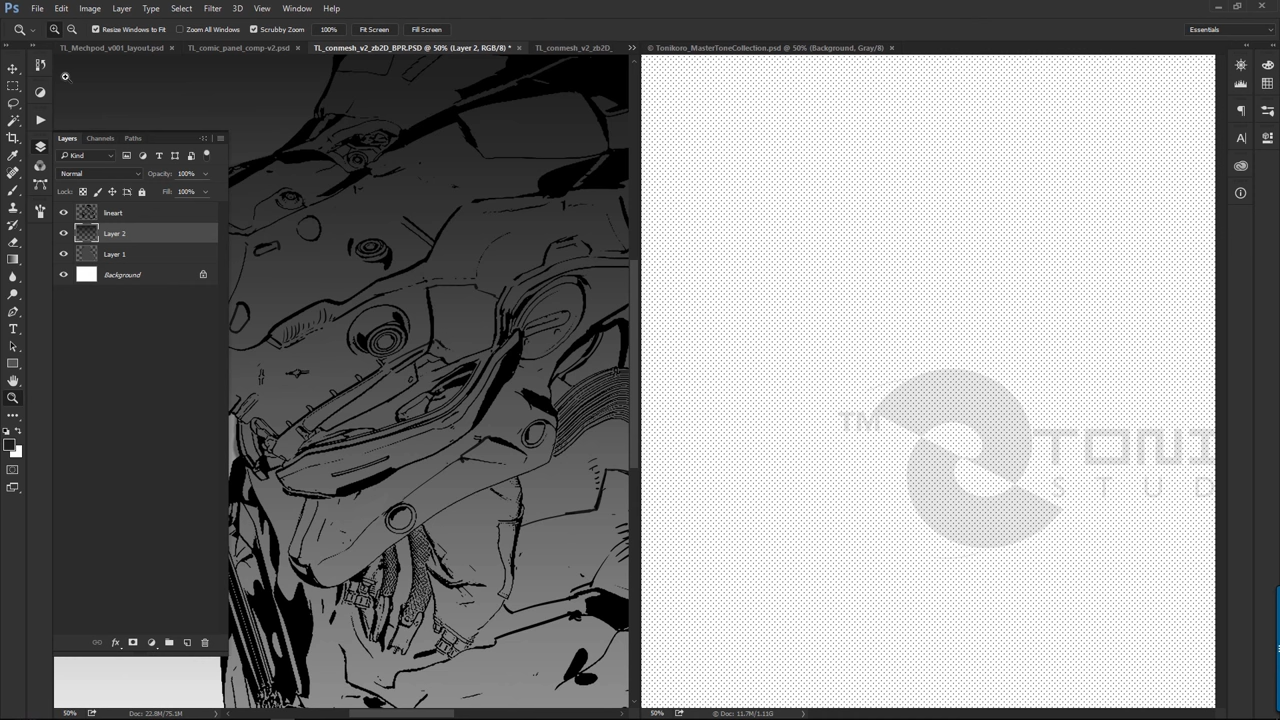 Ps File Edit Image Layer Type Select Filter 3D View Window Help
Resize Windows to Fit Zoom All Windows Scrubby Zoom 100% Fit Screen Fill Screen Essentials
TL_Mechpod_v001_layout.psd × TL_comic_panel_comp-v2.psd × TL_conmesh_v2_zb2D_BPR.PSD @ 50% (Layer 2, RGB/8) * × TL_conmesh_v2_zb2D_ >> © Tonikoro_MasterToneCollection.psd @ 50% (Background, Gray/8) ×
Layers Channels Paths
Kind
Normal Opacity: 100%
Lock: Fill: 100%
lineart
Layer 2
Layer 1
Background
TM TONI
STUD
50% Doc: 22.8M/75.1M
50% © Doc: 11.7M/1.11G